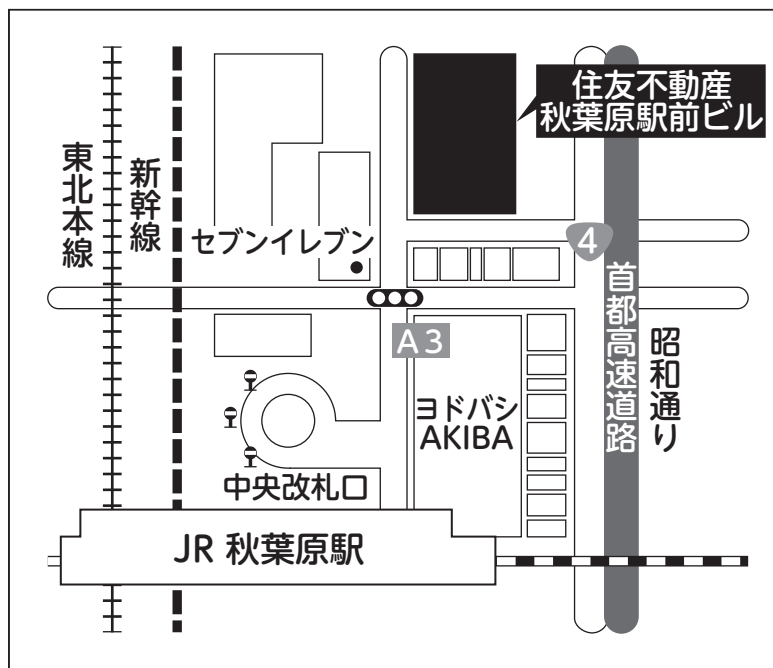 住友不動産
秋葉原駅前ビル
東北本線
新幹線
セブンイレブン
4
首都高速道路
昭和通り
A3
ヨドバシ
AKIBA
中央改札口
JR 秋葉原駅